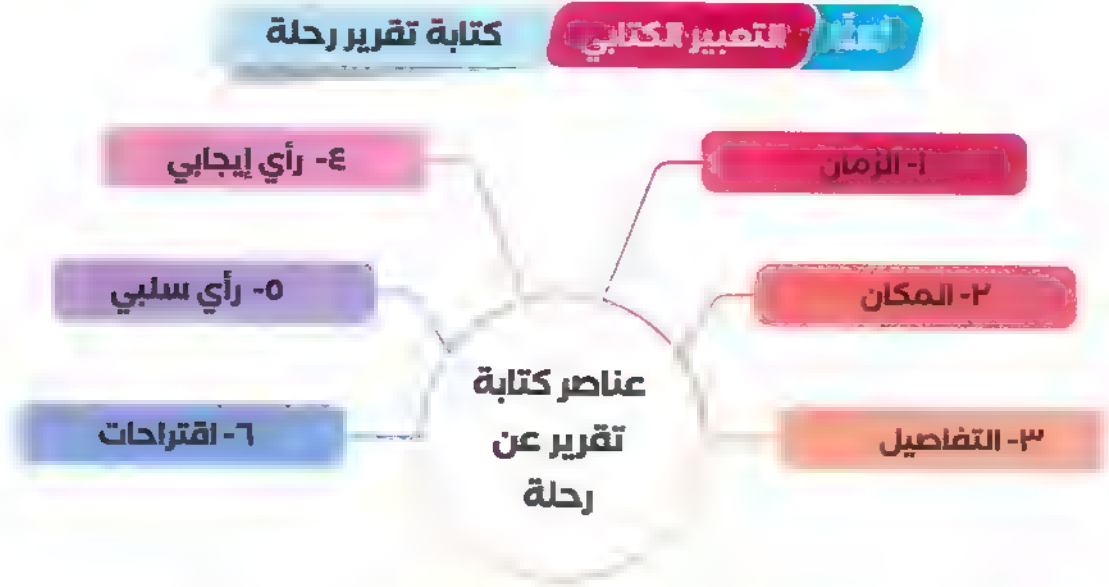 التعبير الكتابي
كتابة تقرير رحلة
١- الزمان
٢- المكان
٣- التفاصيل
٤- رأي إيجابي
٥- رأي سلبي
٦- اقتراحات
عناصر كتابة
تقرير عن
رحلة